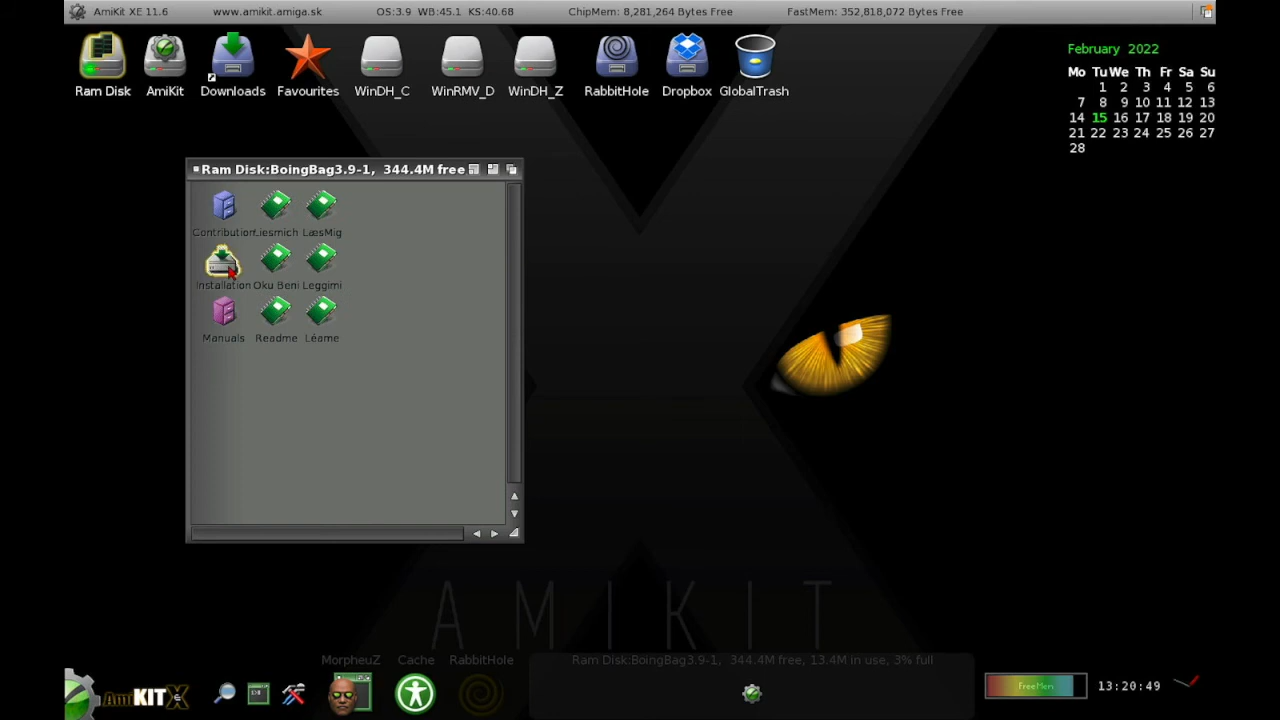 AmiKit XE 11.6 www.amikit.amiga.sk OS:3.9 WB:45.1 KS:40.68 ChipMem: 8,281,264 Bytes Free FastMem: 352,818,072 Bytes Free
Ram Disk AmiKit Downloads Favourites WinDH_C WinRMV_D WinDH_Z RabbitHole Dropbox GlobalTrash
February 2022
Mo Tu We Th Fr Sa Su
1 2 3 4 5 6
7 8 9 10 11 12 13
14 15 16 17 18 19 20
21 22 23 24 25 26 27
28
Ram Disk:BoingBag3.9-1, 344.4M free
Contribution Liesmich LæsMig
Installation Oku Beni Leggimi
Manuals Readme Léame
AMIKIT
MorpheuZ Cache RabbitHole Ram Disk:BoingBag3.9-1, 344.4M free, 13.4M in use, 3% full
AmiKIT X FreeMem 13:20:49